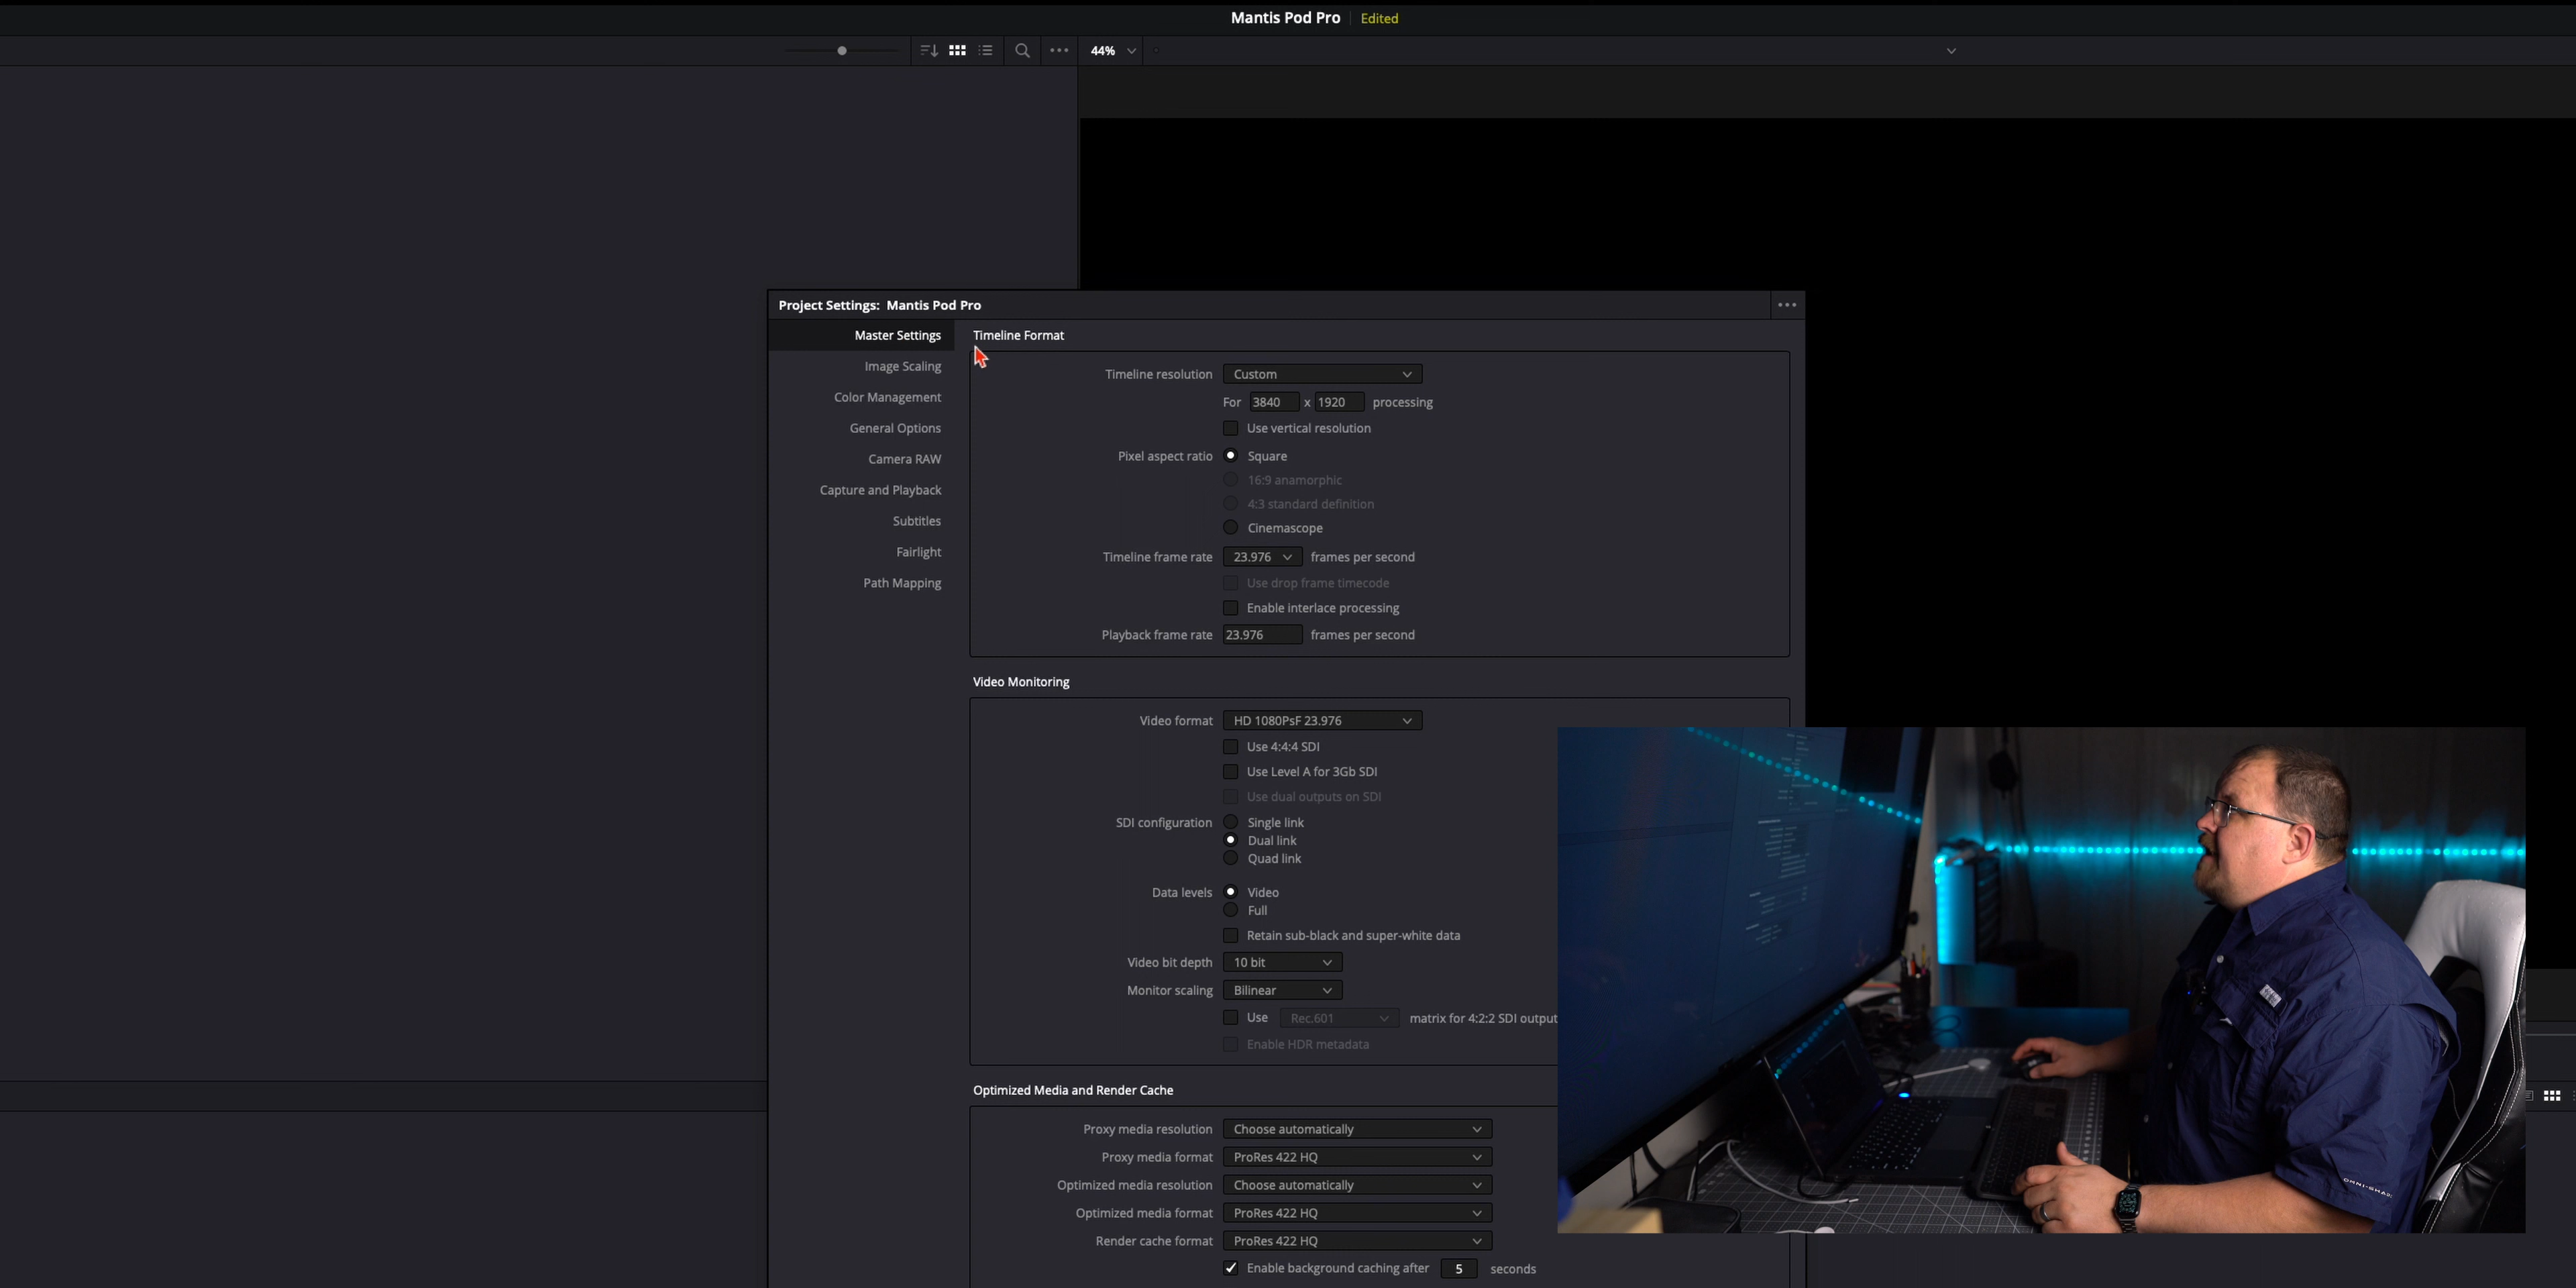 Mantis Pod Pro Edited
44%
Project Settings: Mantis Pod Pro
Master Settings
Image Scaling
Color Management
General Options
Camera RAW
Capture and Playback
Subtitles
Fairlight
Path Mapping
Timeline Format
Timeline resolution Custom
For 3840 x 1920 processing
Use vertical resolution
Pixel aspect ratio Square
16:9 anamorphic
4:3 standard definition
Cinemascope
Timeline frame rate 23.976 frames per second
Use drop frame timecode
Enable interlace processing
Playback frame rate 23.976 frames per second
Video Monitoring
Video format HD 1080PsF 23.976
Use 4:4:4 SDI
Use Level A for 3Gb SDI
Use dual outputs on SDI
SDI configuration Single link
Dual link
Quad link
Data levels Video
Full
Retain sub-black and super-white data
Video bit depth 10 bit
Monitor scaling Bilinear
Use Rec.601 matrix for 4:2:2 SDI output
Enable HDR metadata
Optimized Media and Render Cache
Proxy media resolution Choose automatically
Proxy media format ProRes 422 HQ
Optimized media resolution Choose automatically
Optimized media format ProRes 422 HQ
Render cache format ProRes 422 HQ
Enable background caching after 5 seconds